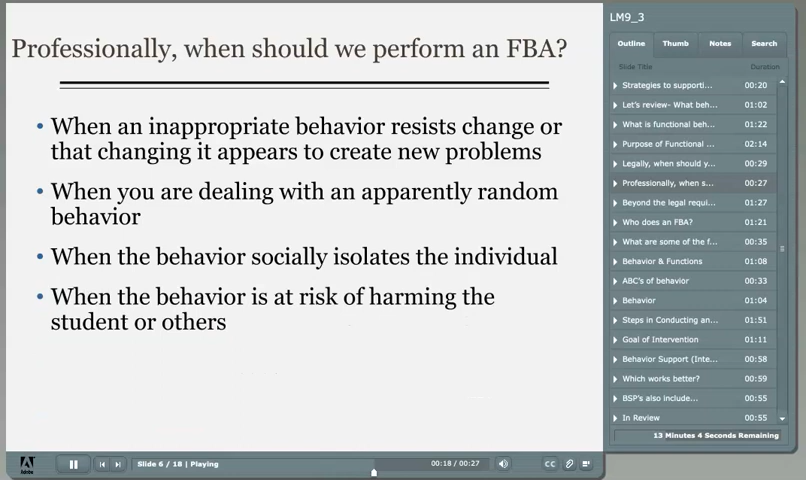 Professionally, when should we perform an FBA?
• When an inappropriate behavior resists change or
that changing it appears to create new problems
• When you are dealing with an apparently random
behavior
• When the behavior socially isolates the individual
• When the behavior is at risk of harming the
student or others
LM9_3
Outline Thumb Notes Search
Slide Title Duration
Strategies to supporti... 00:20
Let's review- What beh... 01:02
What is functional beh... 01:22
Purpose of Functional ... 02:14
Legally, when should y... 00:29
Professionally, when s... 00:27
Beyond the legal requi... 01:27
Who does an FBA? 01:21
What are some of the f... 00:35
Behavior & Functions 01:08
ABC's of behavior 00:33
Behavior 01:04
Steps in Conducting an... 01:51
Goal of Intervention 01:11
Behavior Support (Inte... 00:58
Which works better? 00:59
BSP's also include... 00:55
In Review 00:55
13 Minutes 4 Seconds Remaining
Adobe
Slide 6 / 18 | Playing
00:18 / 00:27
CC